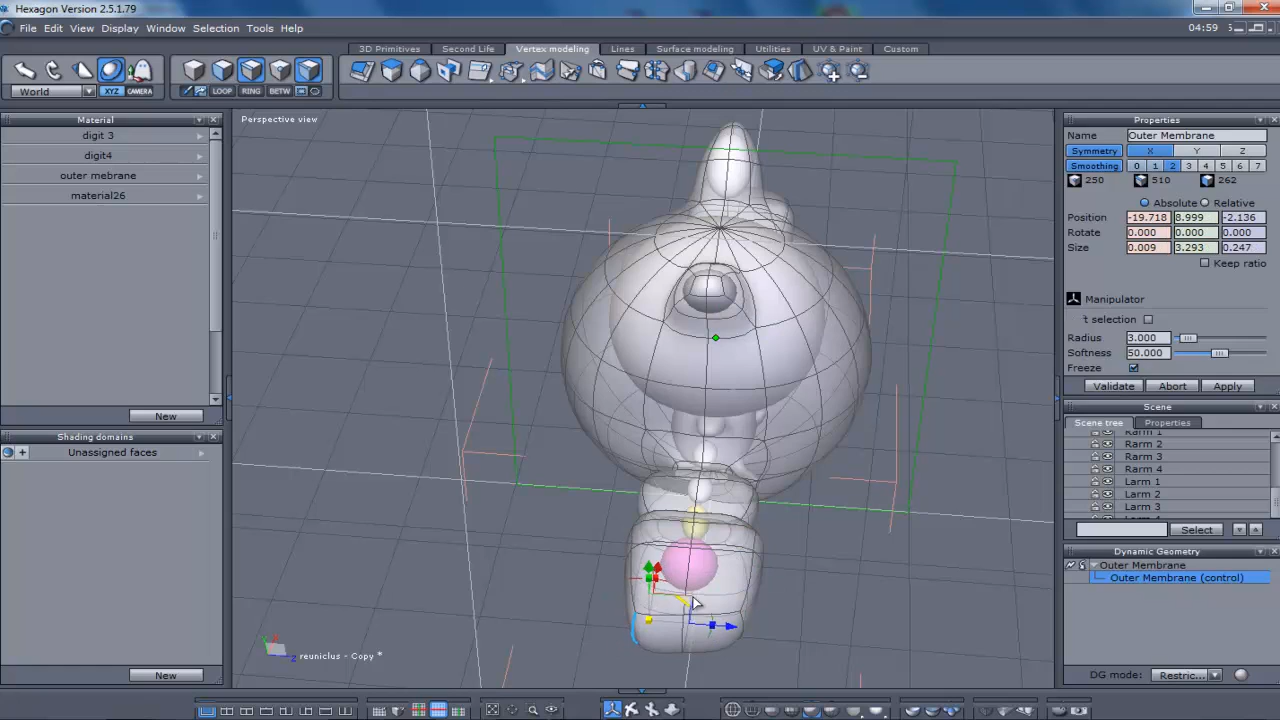 Hexagon Version 2.5.1.79
File Edit View Display Window Selection Tools Help
04:59
3D Primitives Second Life Vertex modeling Lines Surface modeling Utilities UV & Paint Custom
World XYZ CAMERA LOOP RING BETW
Material
digit 3
digit4
outer mebrane
material26
New
Shading domains
Unassigned faces
New
Perspective view
reuniclus - Copy *
Properties
Name Outer Membrane
Symmetry X Y Z
Smoothing 0 1 2 3 4 5 6 7
250 510 262
Absolute Relative
Position -19.718 8.999 -2.136
Rotate 0.000 0.000 0.000
Size 0.009 3.293 0.247
Keep ratio
Manipulator
t selection
Radius 3.000
Softness 50.000
Freeze
Validate Abort Apply
Scene
Scene tree Properties
Rarm 1
Rarm 2
Rarm 3
Rarm 4
Larm 1
Larm 2
Larm 3
Select
Dynamic Geometry
Outer Membrane
Outer Membrane (control)
DG mode: Restric...